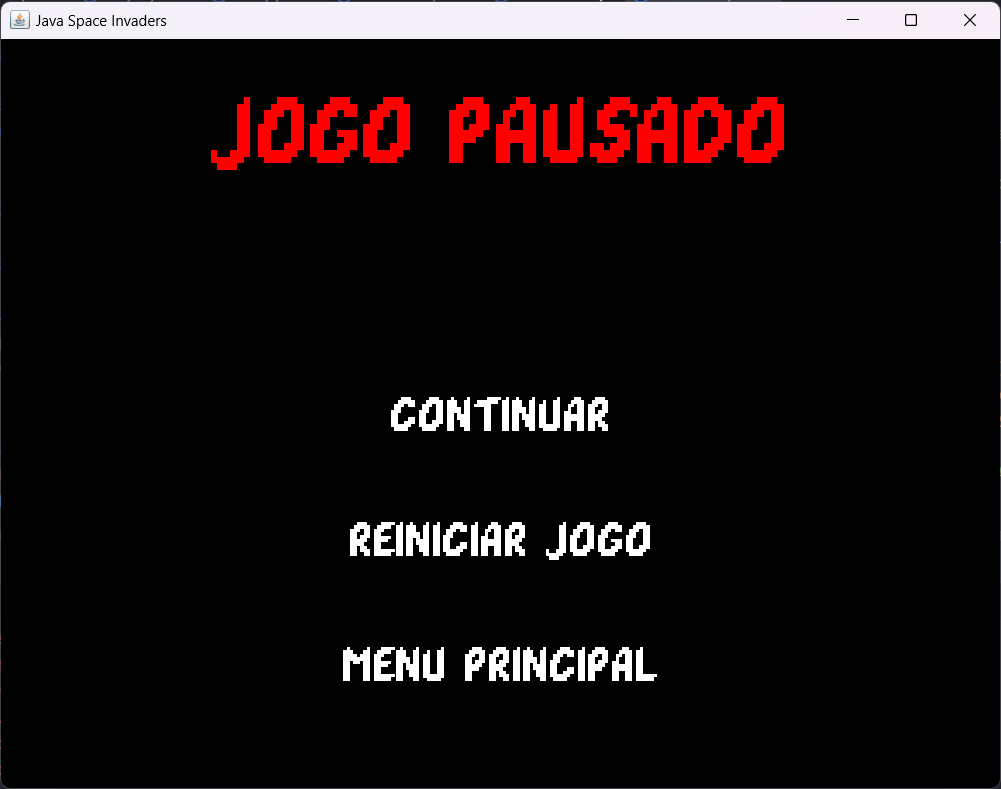 Java Space Invaders
JOGO PAUSADO
CONTINUAR
REINICIAR JOGO
MENU PRINCIPAL